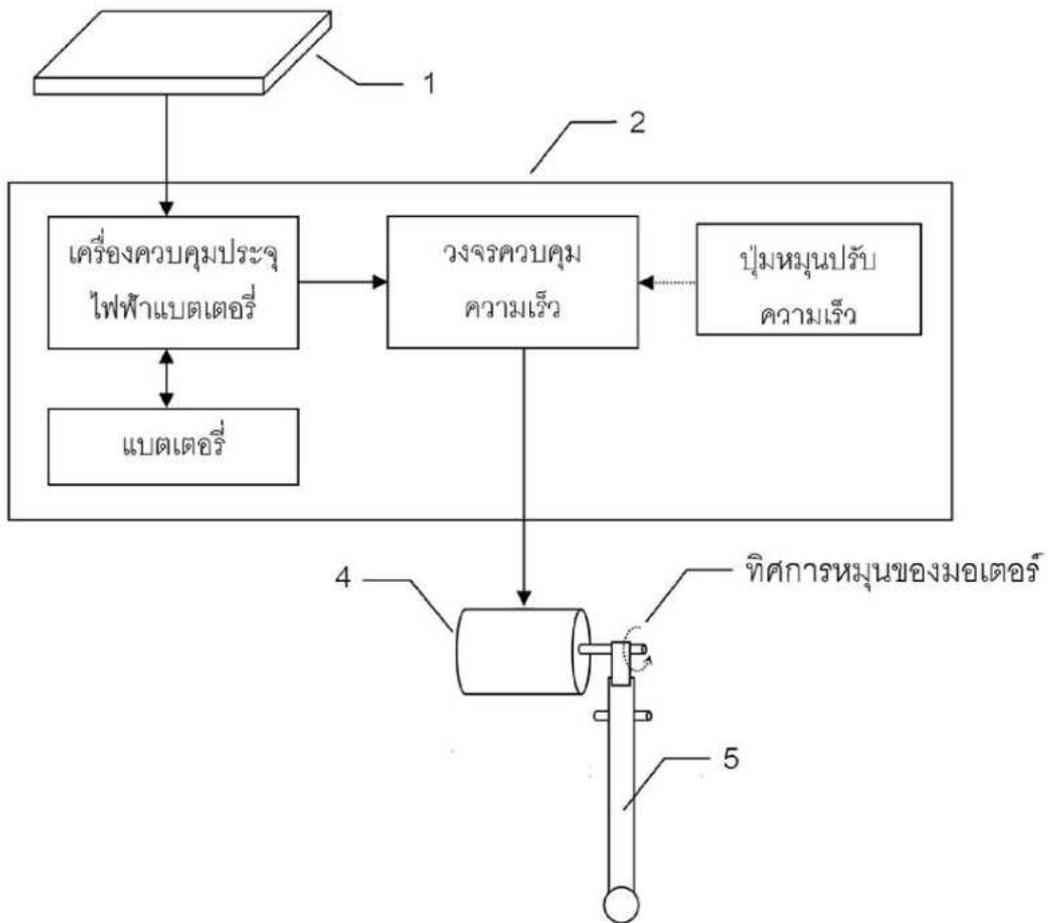 1
2
เครื่องควบคุมประจุ
ไฟฟ้าแบตเตอรี่
วงจรควบคุม
ความเร็ว
ปุ่มหมุนปรับ
ความเร็ว
แบตเตอรี่
4
ทิศการหมุนของมอเตอร์
5